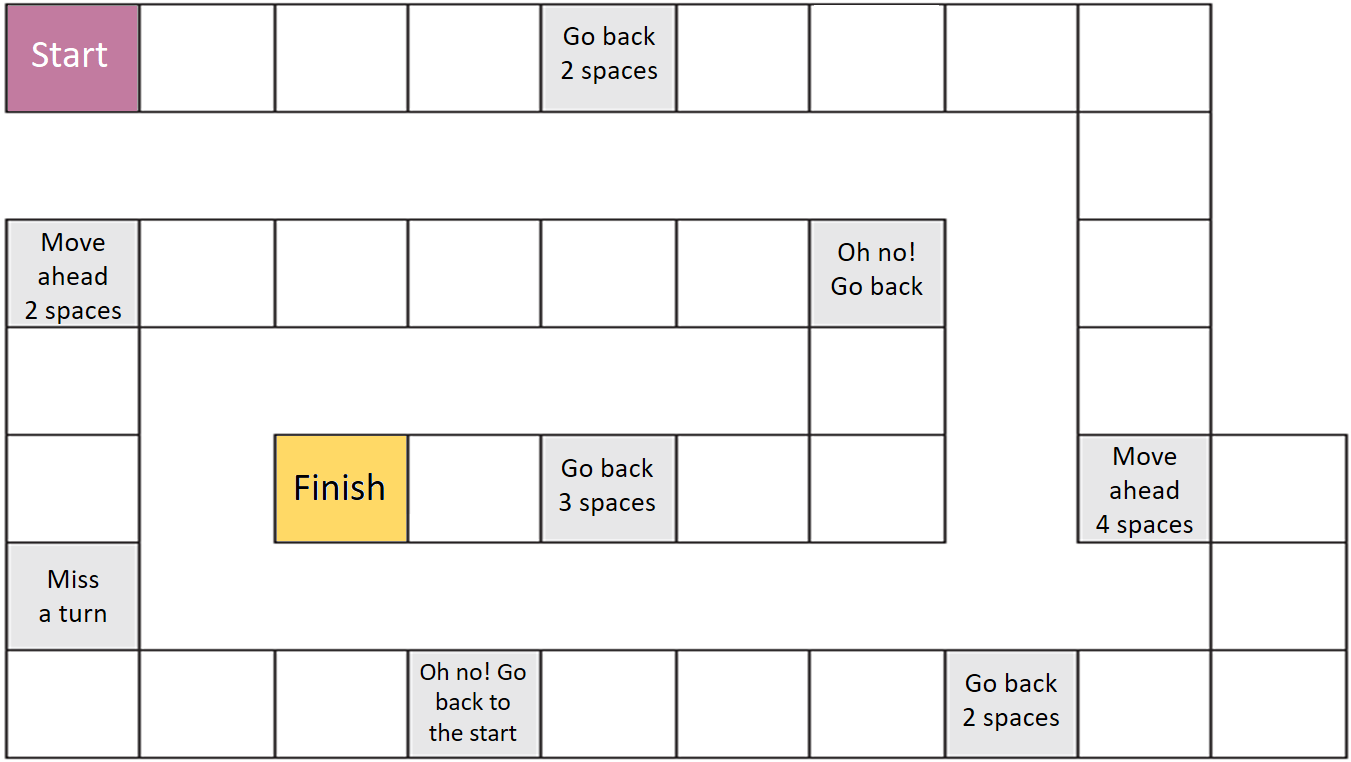 Start
Go back
2 spaces
Move
ahead
2 spaces
Oh no!
Go back
Finish
Go back
3 spaces
Move
ahead
4 spaces
Miss
a turn
Oh no! Go
back to
the start
Go back
2 spaces